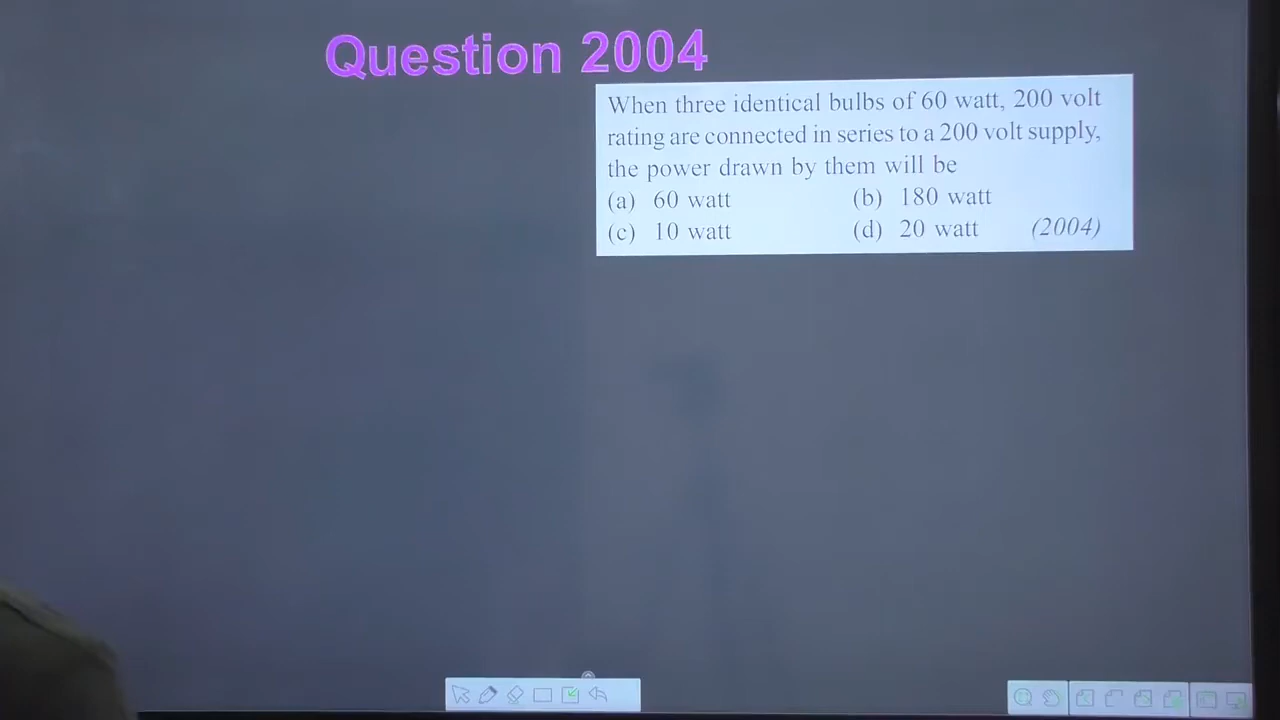 Question 2004
When three identical bulbs of 60 watt, 200 volt
rating are connected in series to a 200 volt supply,
the power drawn by them will be
(a) 60 watt (b) 180 watt
(c) 10 watt (d) 20 watt (2004)